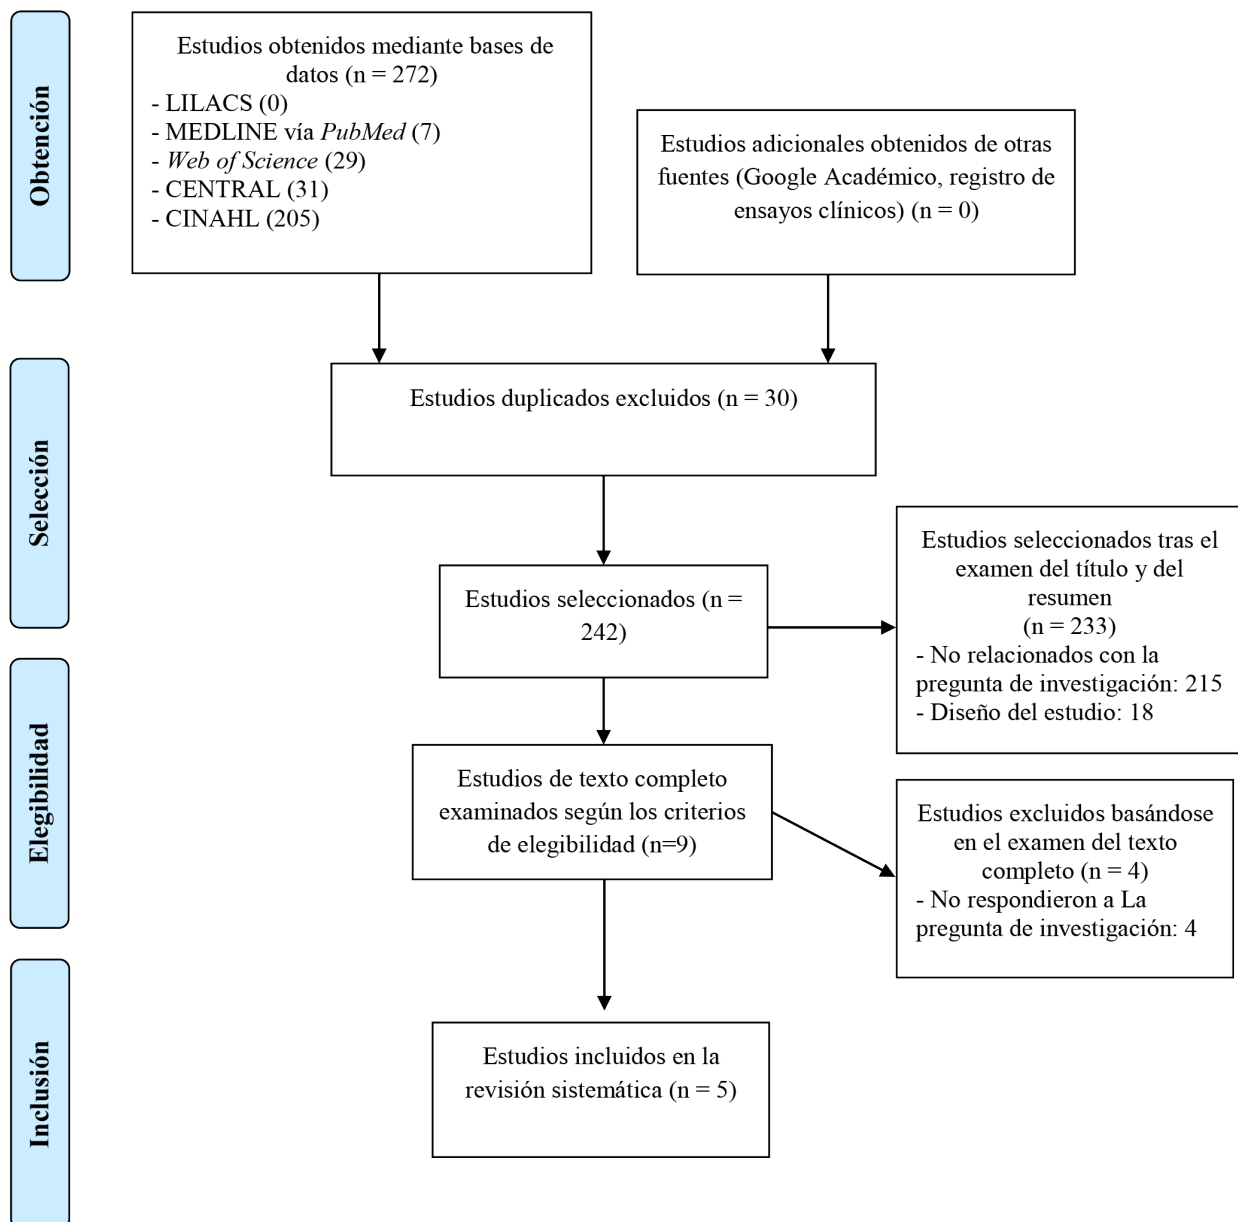 Obtención
Estudios obtenidos mediante bases de
datos (n = 272)
- LILACS (0)
- MEDLINE vía PubMed (7)
- Web of Science (29)
- CENTRAL (31)
- CINAHL (205)
Estudios adicionales obtenidos de otras
fuentes (Google Académico, registro de
ensayos clínicos) (n = 0)
Selección
Estudios duplicados excluidos (n = 30)
Estudios seleccionados (n =
242)
Estudios seleccionados tras el
examen del título y del
resumen
(n = 233)
- No relacionados con la
pregunta de investigación: 215
- Diseño del estudio: 18
Elegibilidad
Estudios de texto completo
examinados según los criterios
de elegibilidad (n=9)
Estudios excluidos basándose
en el examen del texto
completo (n = 4)
- No respondieron a La
pregunta de investigación: 4
Inclusión
Estudios incluidos en la
revisión sistemática (n = 5)